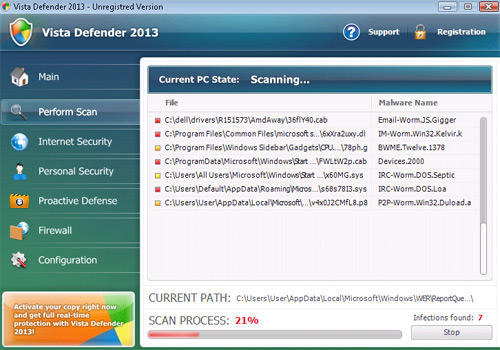 Vista Defender 2013 - Unregistred Version
Vista Defender 2013
Support
Registration
Main
Perform Scan
Internet Security
Personal Security
Proactive Defense
Firewall
Configuration
Activate your copy right now
and get full real-time
protection with Vista Defender
2013!
Current PC State: Scanning...
File Malware Name
C:\dell\drivers\R151573\AmdAway\36flY40.cab Email-Worm.JS.Gigger
C:\Program Files\Common Files\microsoft s...\6xXra2uxy.dl IM-Worm.Win32.Kelvir.k
C:\Program Files\Windows Sidebar\Gadgets\CPU...\78ph.g BWME.Twelve.1378
C:\ProgramData\Microsoft\Windows\Start ...\FWLtW2p.cab Devices.2000
C:\Users\All Users\Microsoft\Windows\Start ...\x60MG.sys IRC-Worm.DOS.Septic
C:\Users\Default\AppData\Roaming\Micros...\s68s78I3.sys IRC-Worm.DOS.Loa
C:\Users\User\AppData\Local\Microsoft\...\v4x0J2CMfL8.p8 P2P-Worm.Win32.Duload.a
CURRENT PATH: C:\Users\User\AppData\Local\Microsoft\Windows\WER\ReportQue...\
SCAN PROCESS: 21%
Infections found: 7
Stop